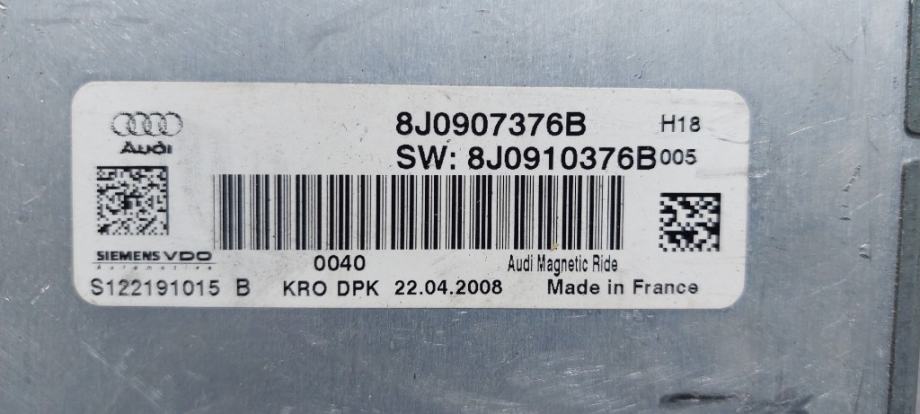 8J0907376B H18
Audi
SW: 8J0910376B 005
SIEMENS VDO
Automotive
0040 Audi Magnetic Ride
S122191015 B KRO DPK 22.04.2008 Made in France